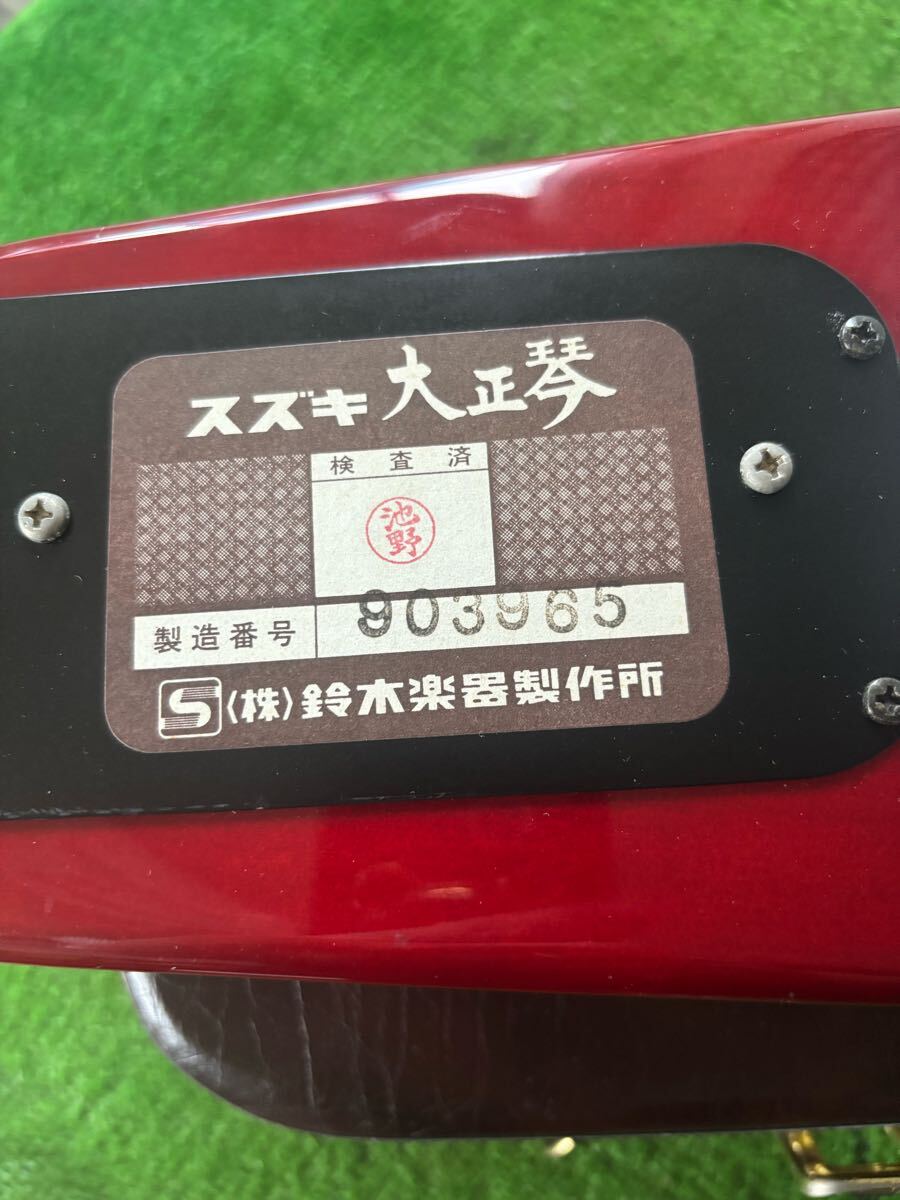 スズキ 大正琴
検査済
池野
製造番号 903965
S (株)鈴木楽器製作所